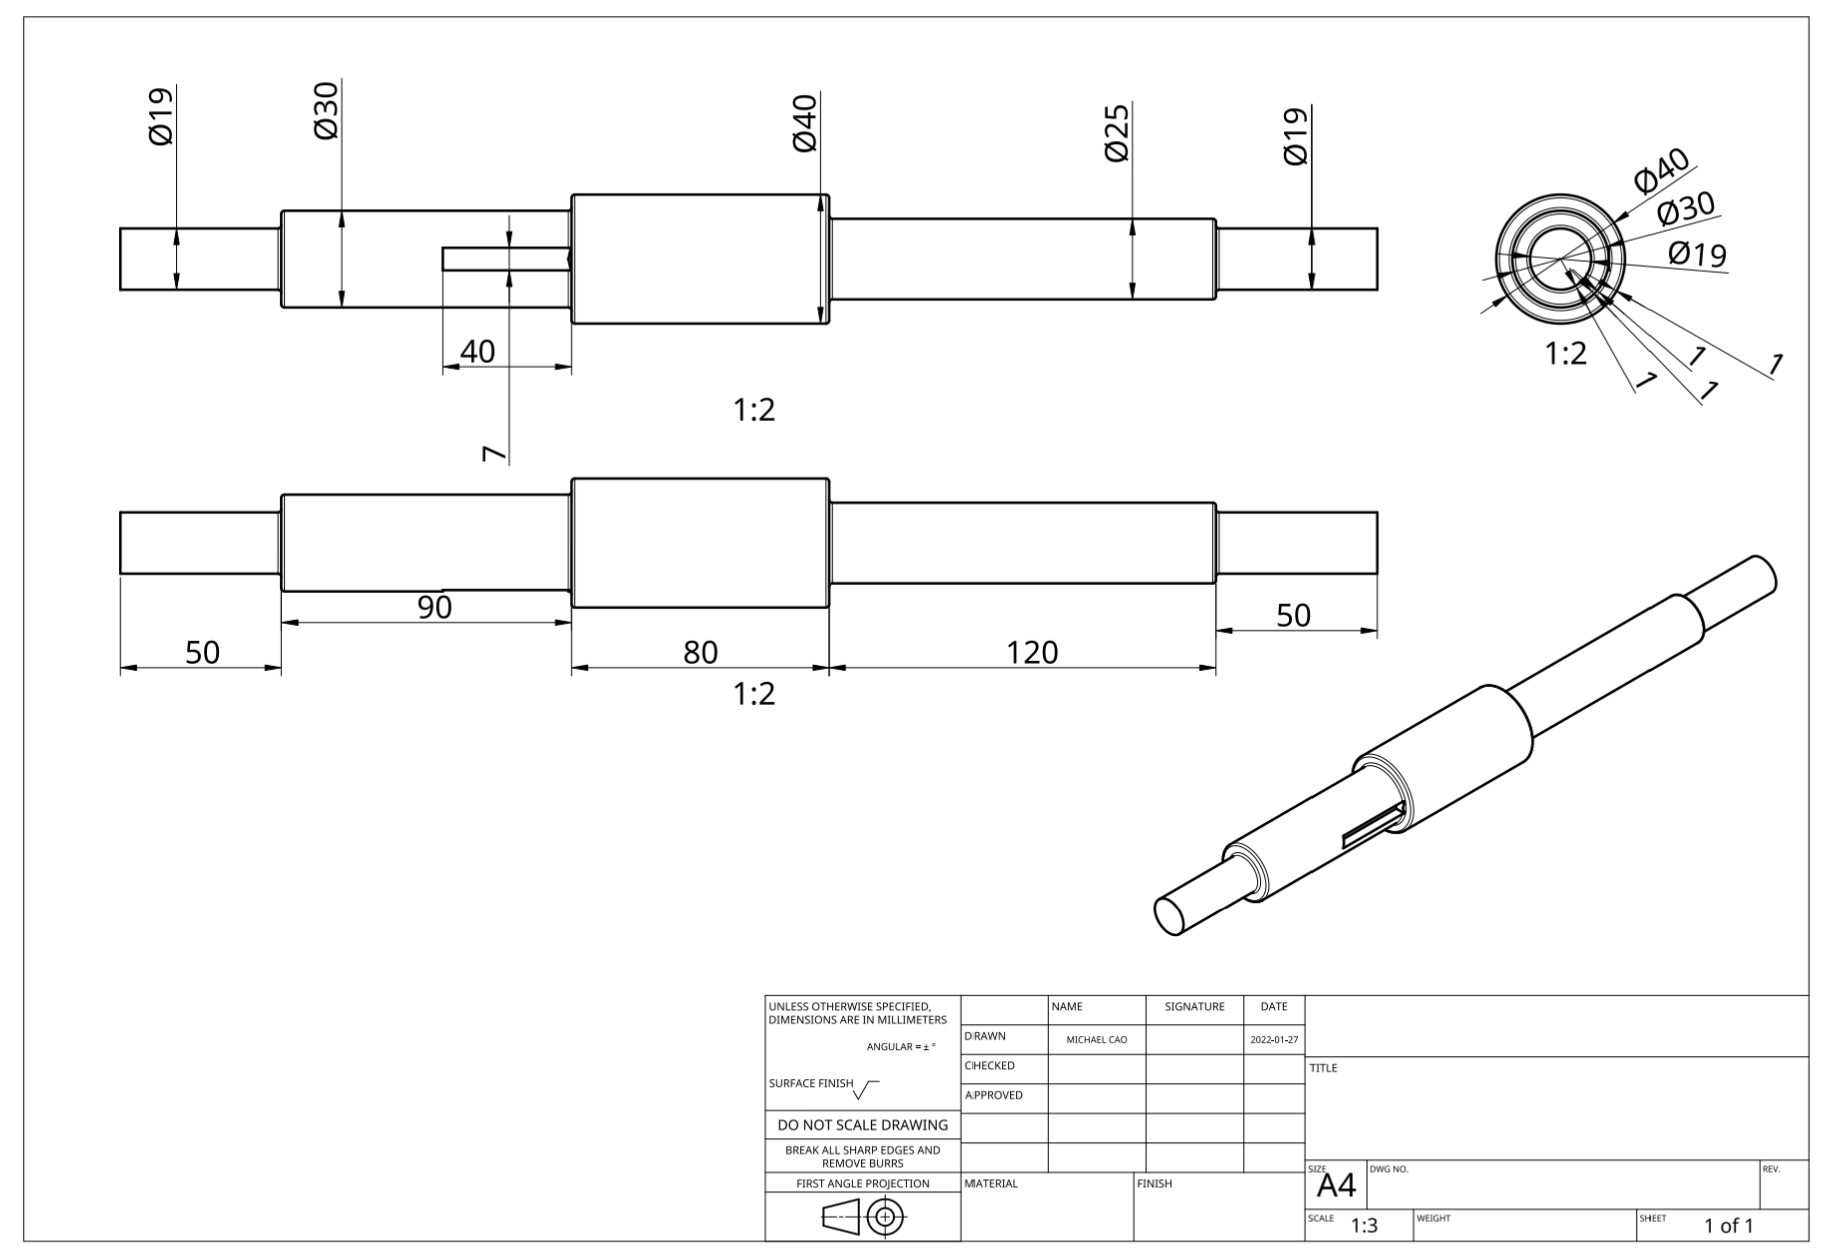 Ø19
Ø30
Ø40
Ø25
Ø19
40
7
1:2
Ø40
Ø30
Ø19
1
1
1
1
1:2
50
90
80
120
50
1:2
UNLESS OTHERWISE SPECIFIED,
DIMENSIONS ARE IN MILLIMETERS
ANGULAR = ± °
SURFACE FINISH
DO NOT SCALE DRAWING
BREAK ALL SHARP EDGES AND
REMOVE BURRS
FIRST ANGLE PROJECTION
NAME SIGNATURE DATE
DRAWN MICHAEL CAO 2022-01-27
CHECKED
APPROVED
MATERIAL FINISH
TITLE
SIZE A4 DWG NO. REV.
SCALE 1:3 WEIGHT SHEET 1 of 1